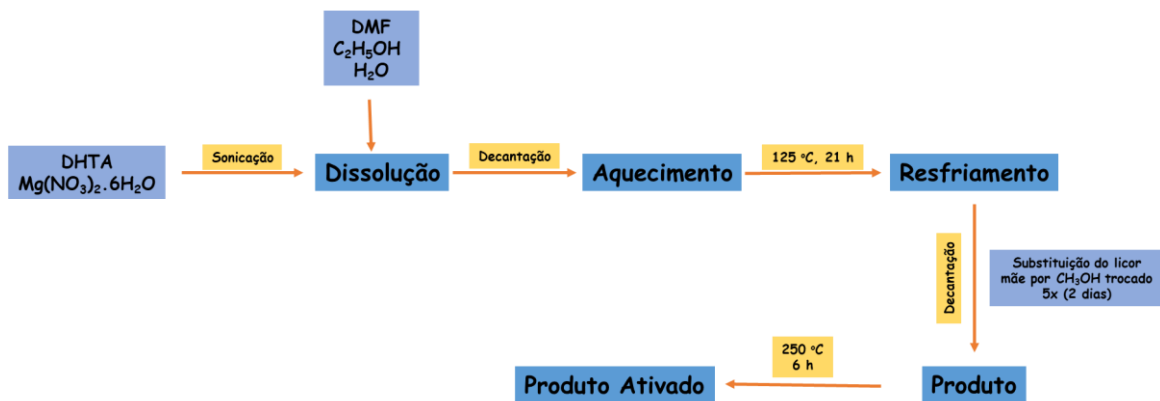 DMF
C₂H₅OH
H₂O
DHTA
Mg(NO₃)₂.6H₂O
Sonicação
Dissolução
Decantação
Aquecimento
125 °C, 21 h
Resfriamento
Decantação
Substituição do licor
mãe por CH₃OH trocado
5x (2 dias)
Produto
250 °C
6 h
Produto Ativado